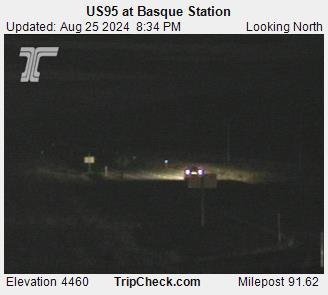 US95 at Basque Station
Updated: Aug 25 2024 8:34 PM Looking North
Elevation 4460 TripCheck.com Milepost 91.62